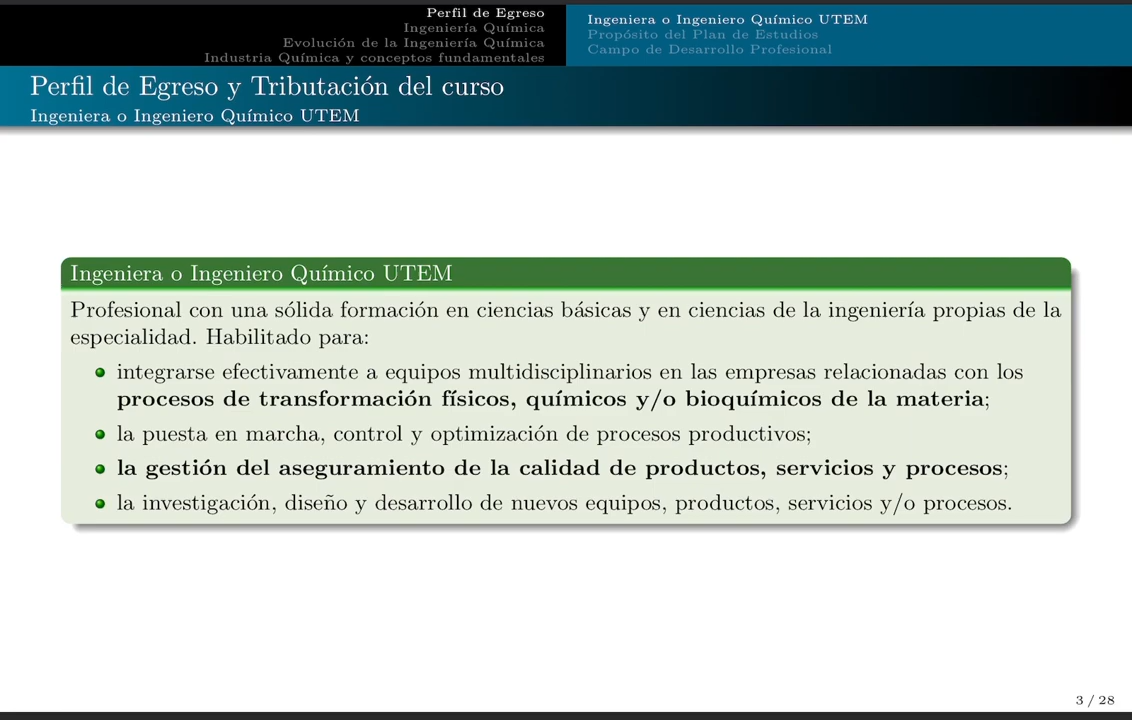 Perfil de Egreso
Ingeniería Química
Evolución de la Ingeniería Química
Industria Química y conceptos fundamentales
Ingeniera o Ingeniero Químico UTEM
Propósito del Plan de Estudios
Campo de Desarrollo Profesional
Perfil de Egreso y Tributación del curso
Ingeniera o Ingeniero Químico UTEM
Ingeniera o Ingeniero Químico UTEM
Profesional con una sólida formación en ciencias básicas y en ciencias de la ingeniería propias de la
especialidad. Habilitado para:
integrarse efectivamente a equipos multidisciplinarios en las empresas relacionadas con los
procesos de transformación físicos, químicos y/o bioquímicos de la materia;
la puesta en marcha, control y optimización de procesos productivos;
la gestión del aseguramiento de la calidad de productos, servicios y procesos;
la investigación, diseño y desarrollo de nuevos equipos, productos, servicios y/o procesos.
3 / 28